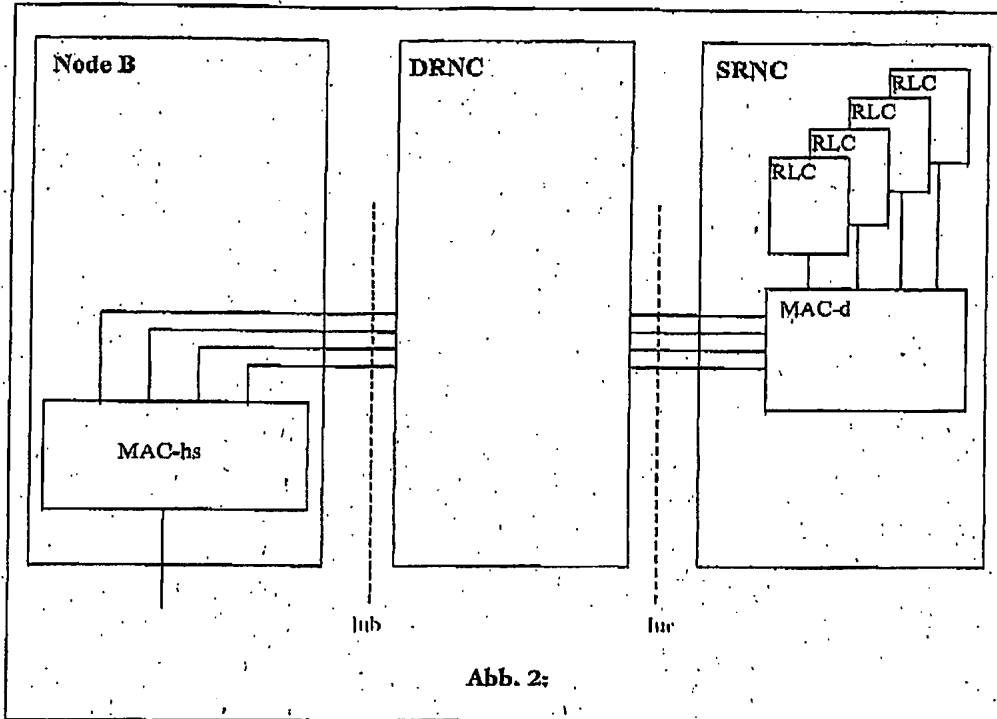 Node B
DRNC
SRNC
RLC
RLC
RLC
RLC
MAC-d
MAC-hs
Iub
Iur
Abb. 2: